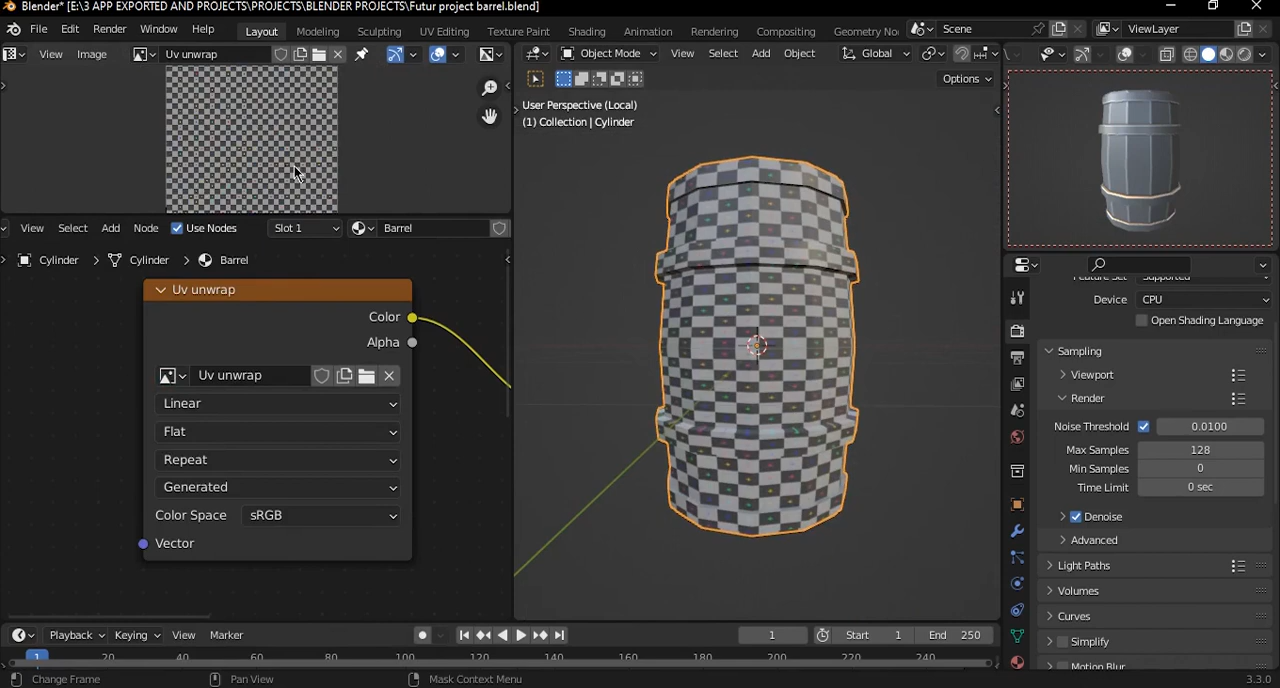 Blender* [E:\3 APP EXPORTED AND PROJECTS\PROJECTS\BLENDER PROJECTS\Futur project barrel.blend]
File Edit Render Window Help Layout Modeling Sculpting UV Editing Texture Paint Shading Animation Rendering Compositing Geometry No Scene ViewLayer
View Image Uv unwrap
Object Mode View Select Add Object Global
Options
User Perspective (Local)
(1) Collection | Cylinder
View Select Add Node Use Nodes Slot 1 Barrel
Cylinder Cylinder Barrel
Uv unwrap
Color
Alpha
Uv unwrap
Linear
Flat
Repeat
Generated
Color Space sRGB
Vector
Feature Set Supported
Device CPU
Open Shading Language
Sampling
Viewport
Render
Noise Threshold 0.0100
Max Samples 128
Min Samples 0
Time Limit 0 sec
Denoise
Advanced
Light Paths
Volumes
Curves
Simplify
Motion Blur
Playback Keying View Marker 1 Start 1 End 250
1 20 40 60 80 100 120 140 160 180 200 220 240
Change Frame Pan View Mask Context Menu 3.3.0